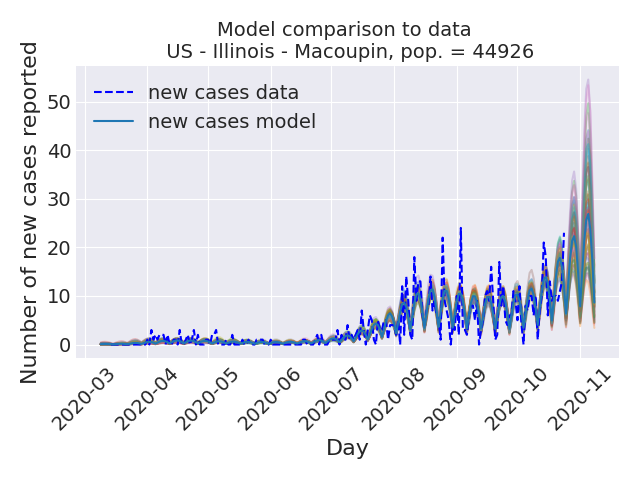 Model comparison to data
US - Illinois - Macoupin, pop. = 44926
Number of new cases reported
50
40
30
20
10
0
new cases data
new cases model
2020-03
2020-04
2020-05
2020-06
2020-07
2020-08
2020-09
2020-10
2020-11
Day